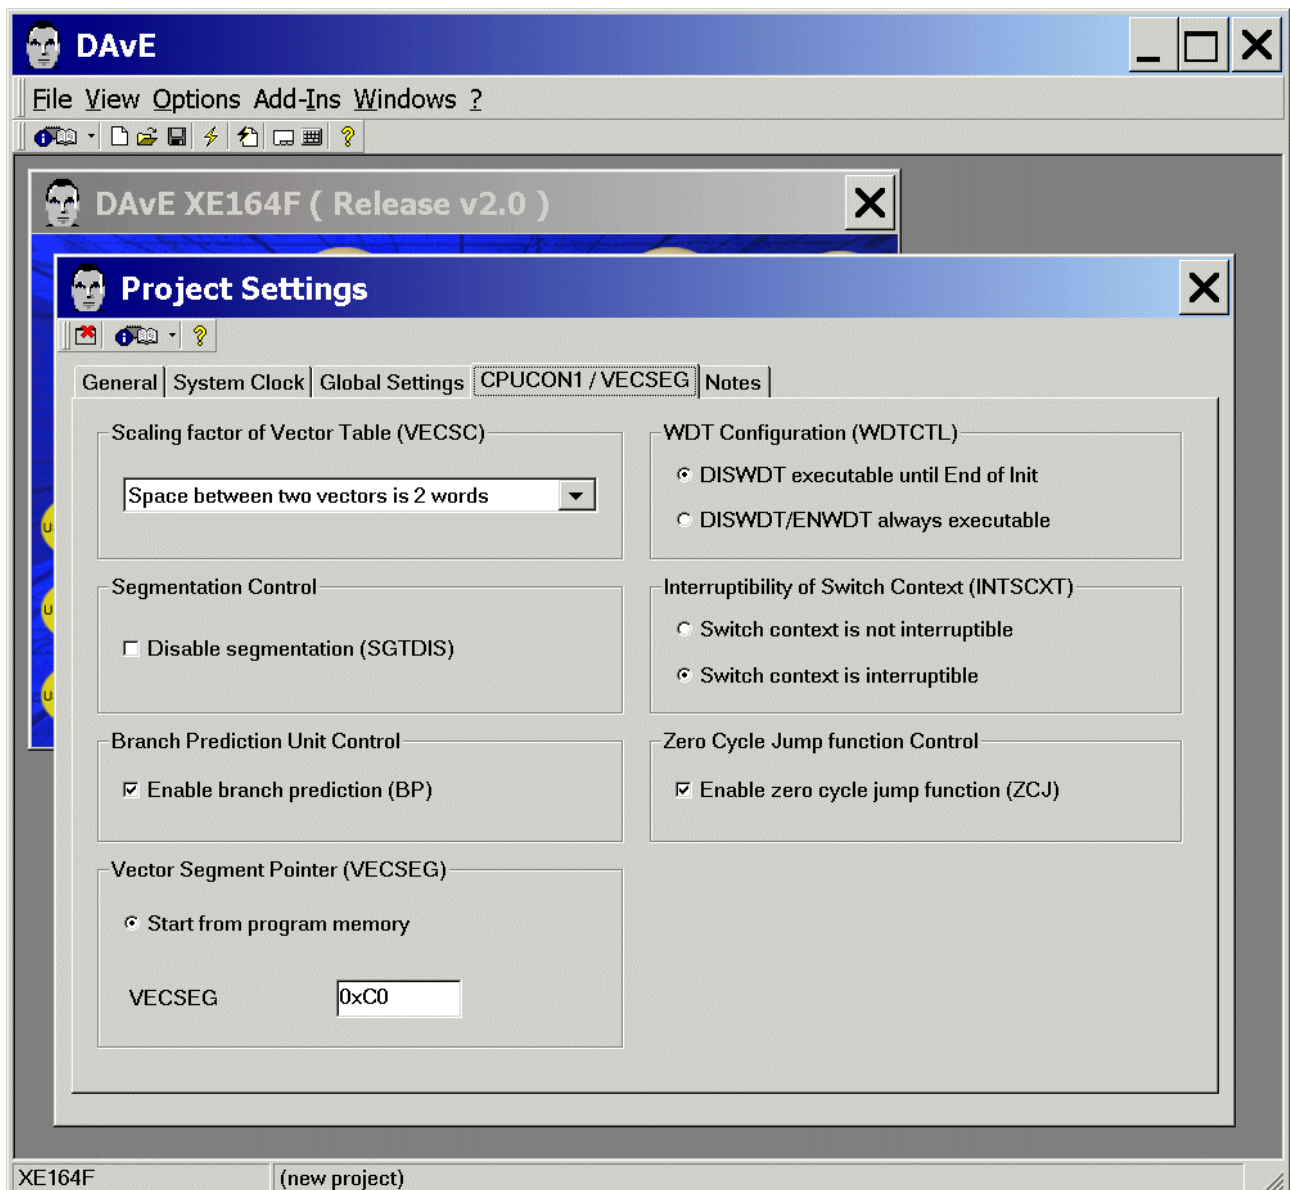 DAvE
File View Options Add-Ins Windows ?
DAvE XE164F ( Release v2.0 )
Project Settings
General System Clock Global Settings CPUCON1 / VECSEG Notes
Scaling factor of Vector Table (VECSC)
Space between two vectors is 2 words
WDT Configuration (WDTCTL)
DISWDT executable until End of Init
DISWDT/ENWDT always executable
Segmentation Control
Disable segmentation (SGTDIS)
Interruptibility of Switch Context (INTSCXT)
Switch context is not interruptible
Switch context is interruptible
Branch Prediction Unit Control
Enable branch prediction (BP)
Zero Cycle Jump function Control
Enable zero cycle jump function (ZCJ)
Vector Segment Pointer (VECSEG)
Start from program memory
VECSEG 0xC0
U
U
U
XE164F (new project)